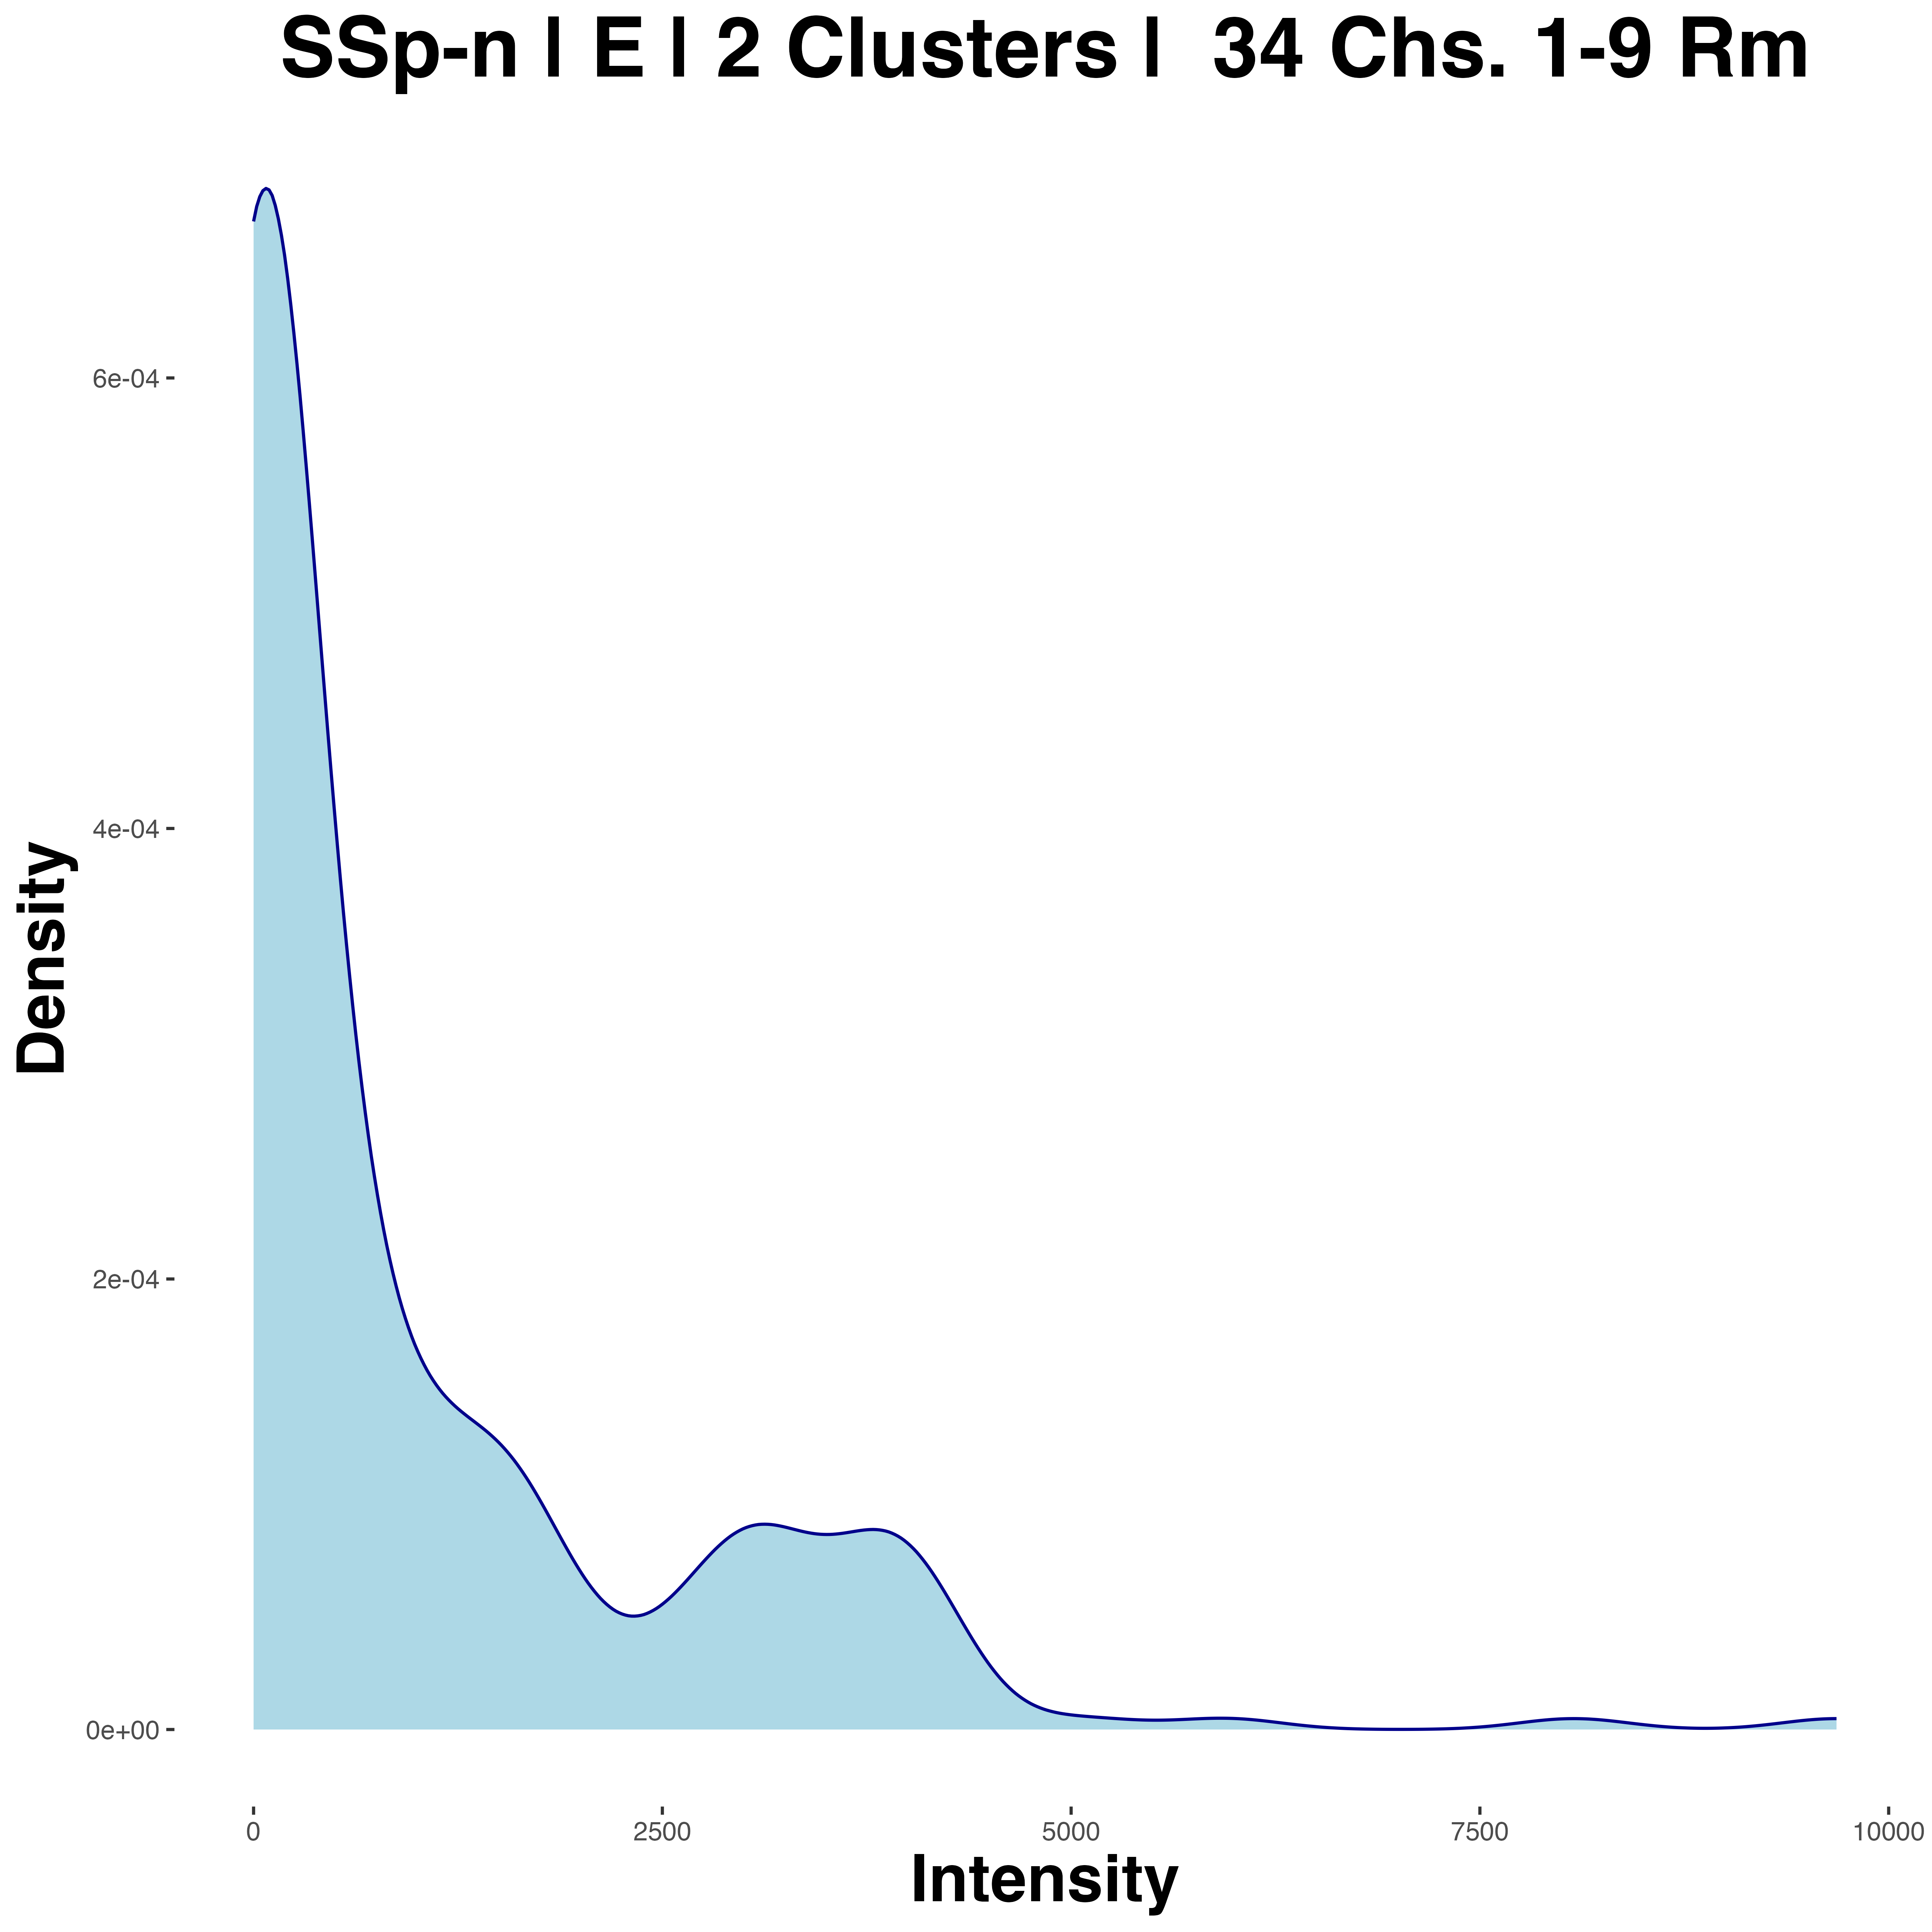 SSp-n | E | 2 Clusters | 34 Chs. 1-9 Rm
6e-04
4e-04
2e-04
0e+00
Density
0 2500 5000 7500 10000
Intensity